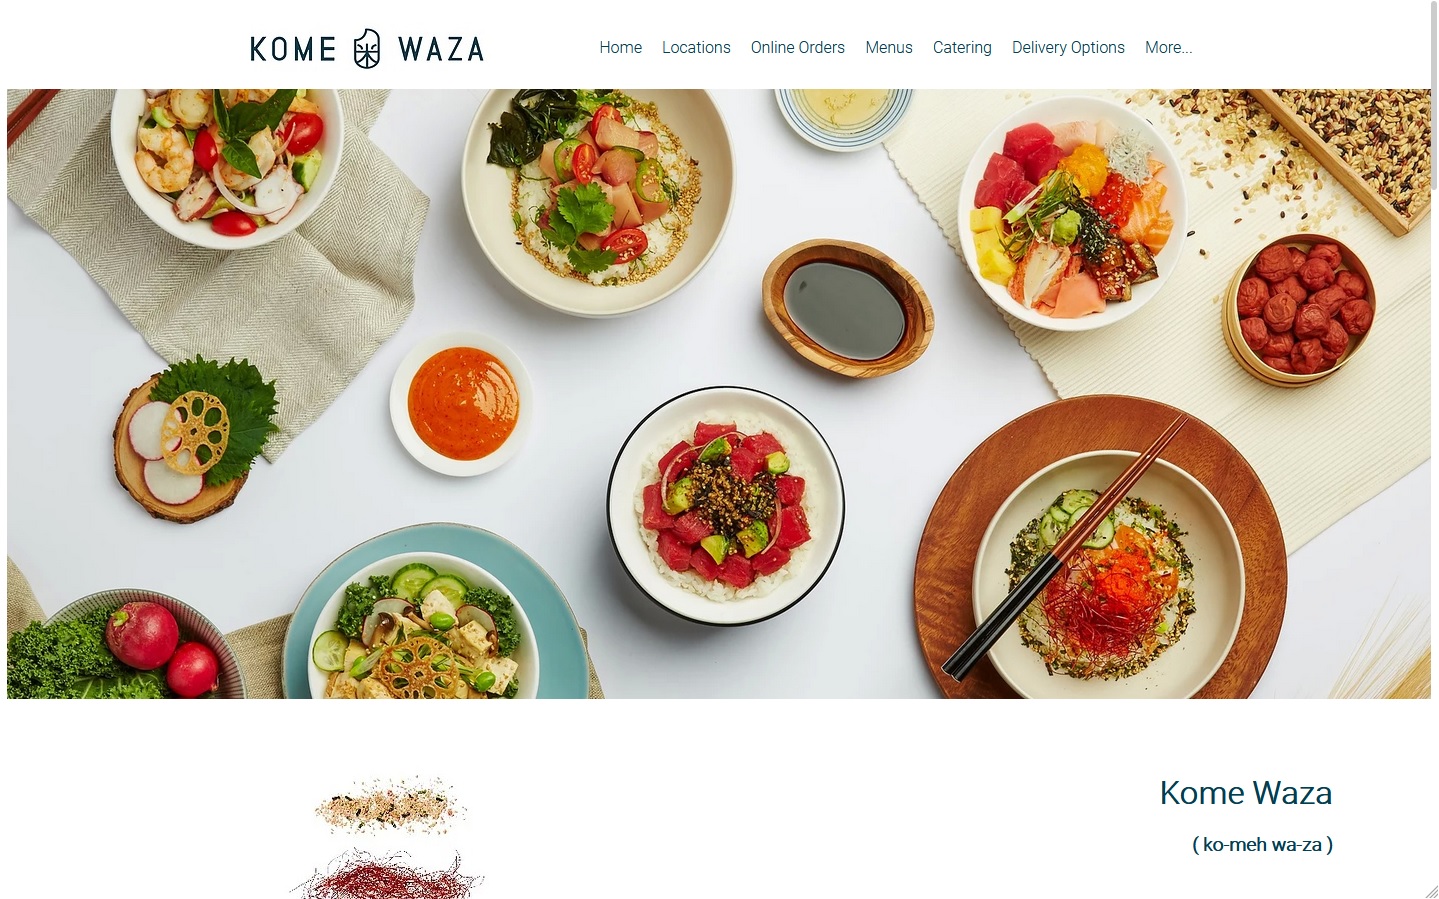 KOME WAZA
Home Locations Online Orders Menus Catering Delivery Options More...
Kome Waza
( ko-meh wa-za )